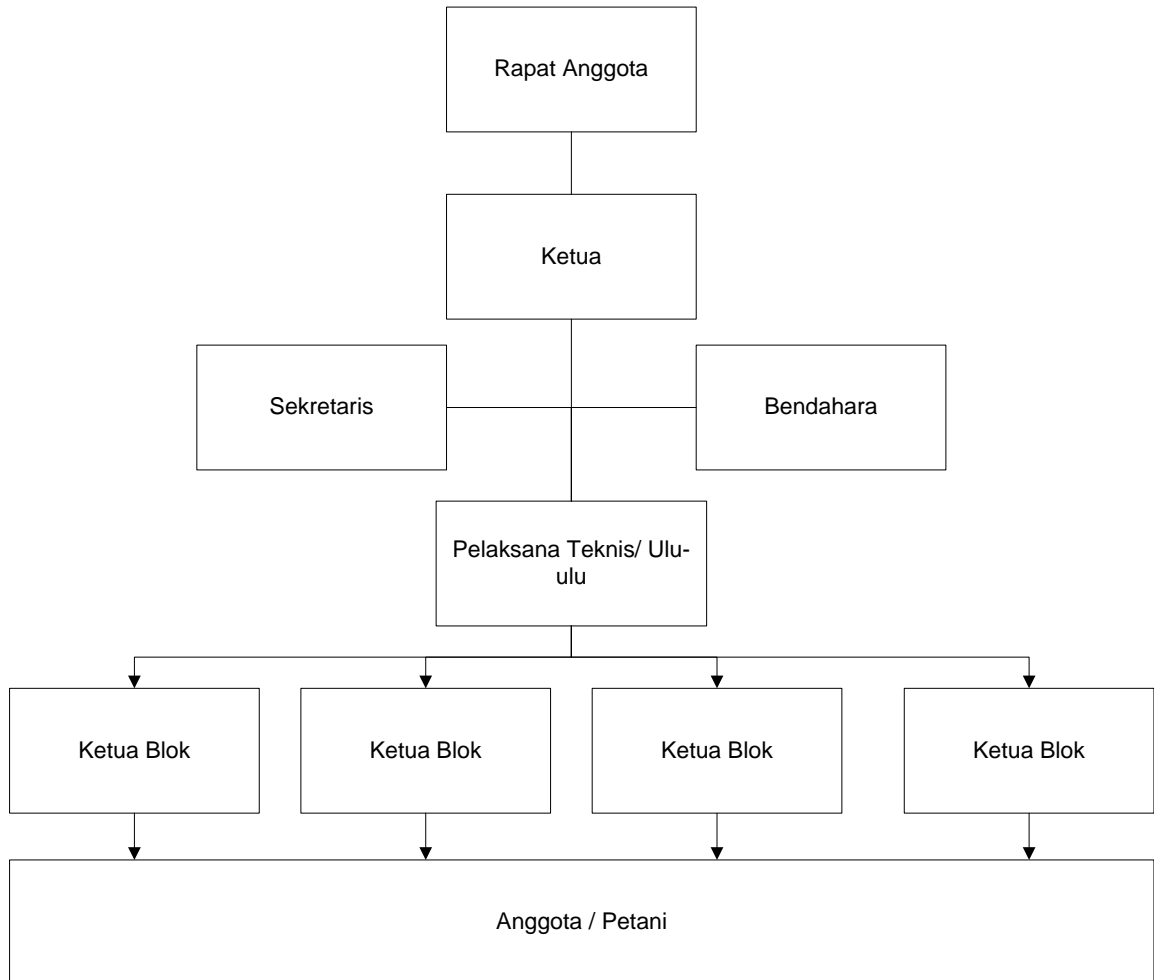 Rapat Anggota
Ketua
Sekretaris
Bendahara
Pelaksana Teknis/ Ulu-
ulu
Ketua Blok
Ketua Blok
Ketua Blok
Ketua Blok
Anggota / Petani